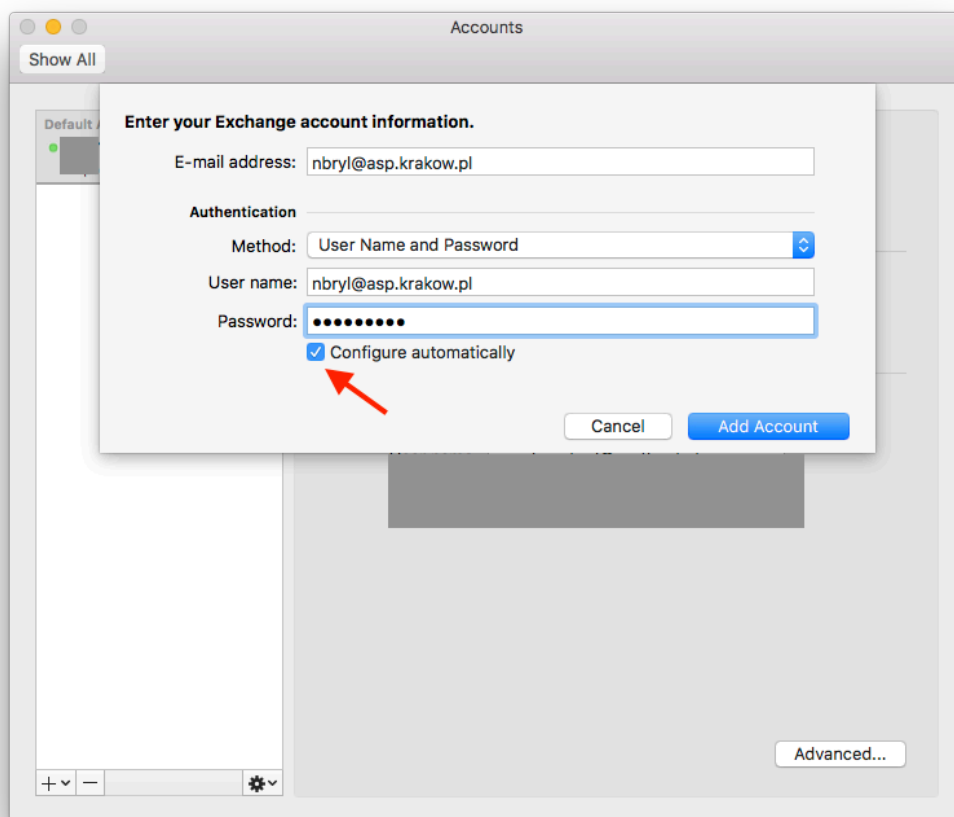 Accounts
Show All
Default
Enter your Exchange account information.
E-mail address: nbryl@asp.krakow.pl
Authentication
Method: User Name and Password
User name: nbryl@asp.krakow.pl
Password: •••••••••
Configure automatically
Cancel Add Account
Advanced...